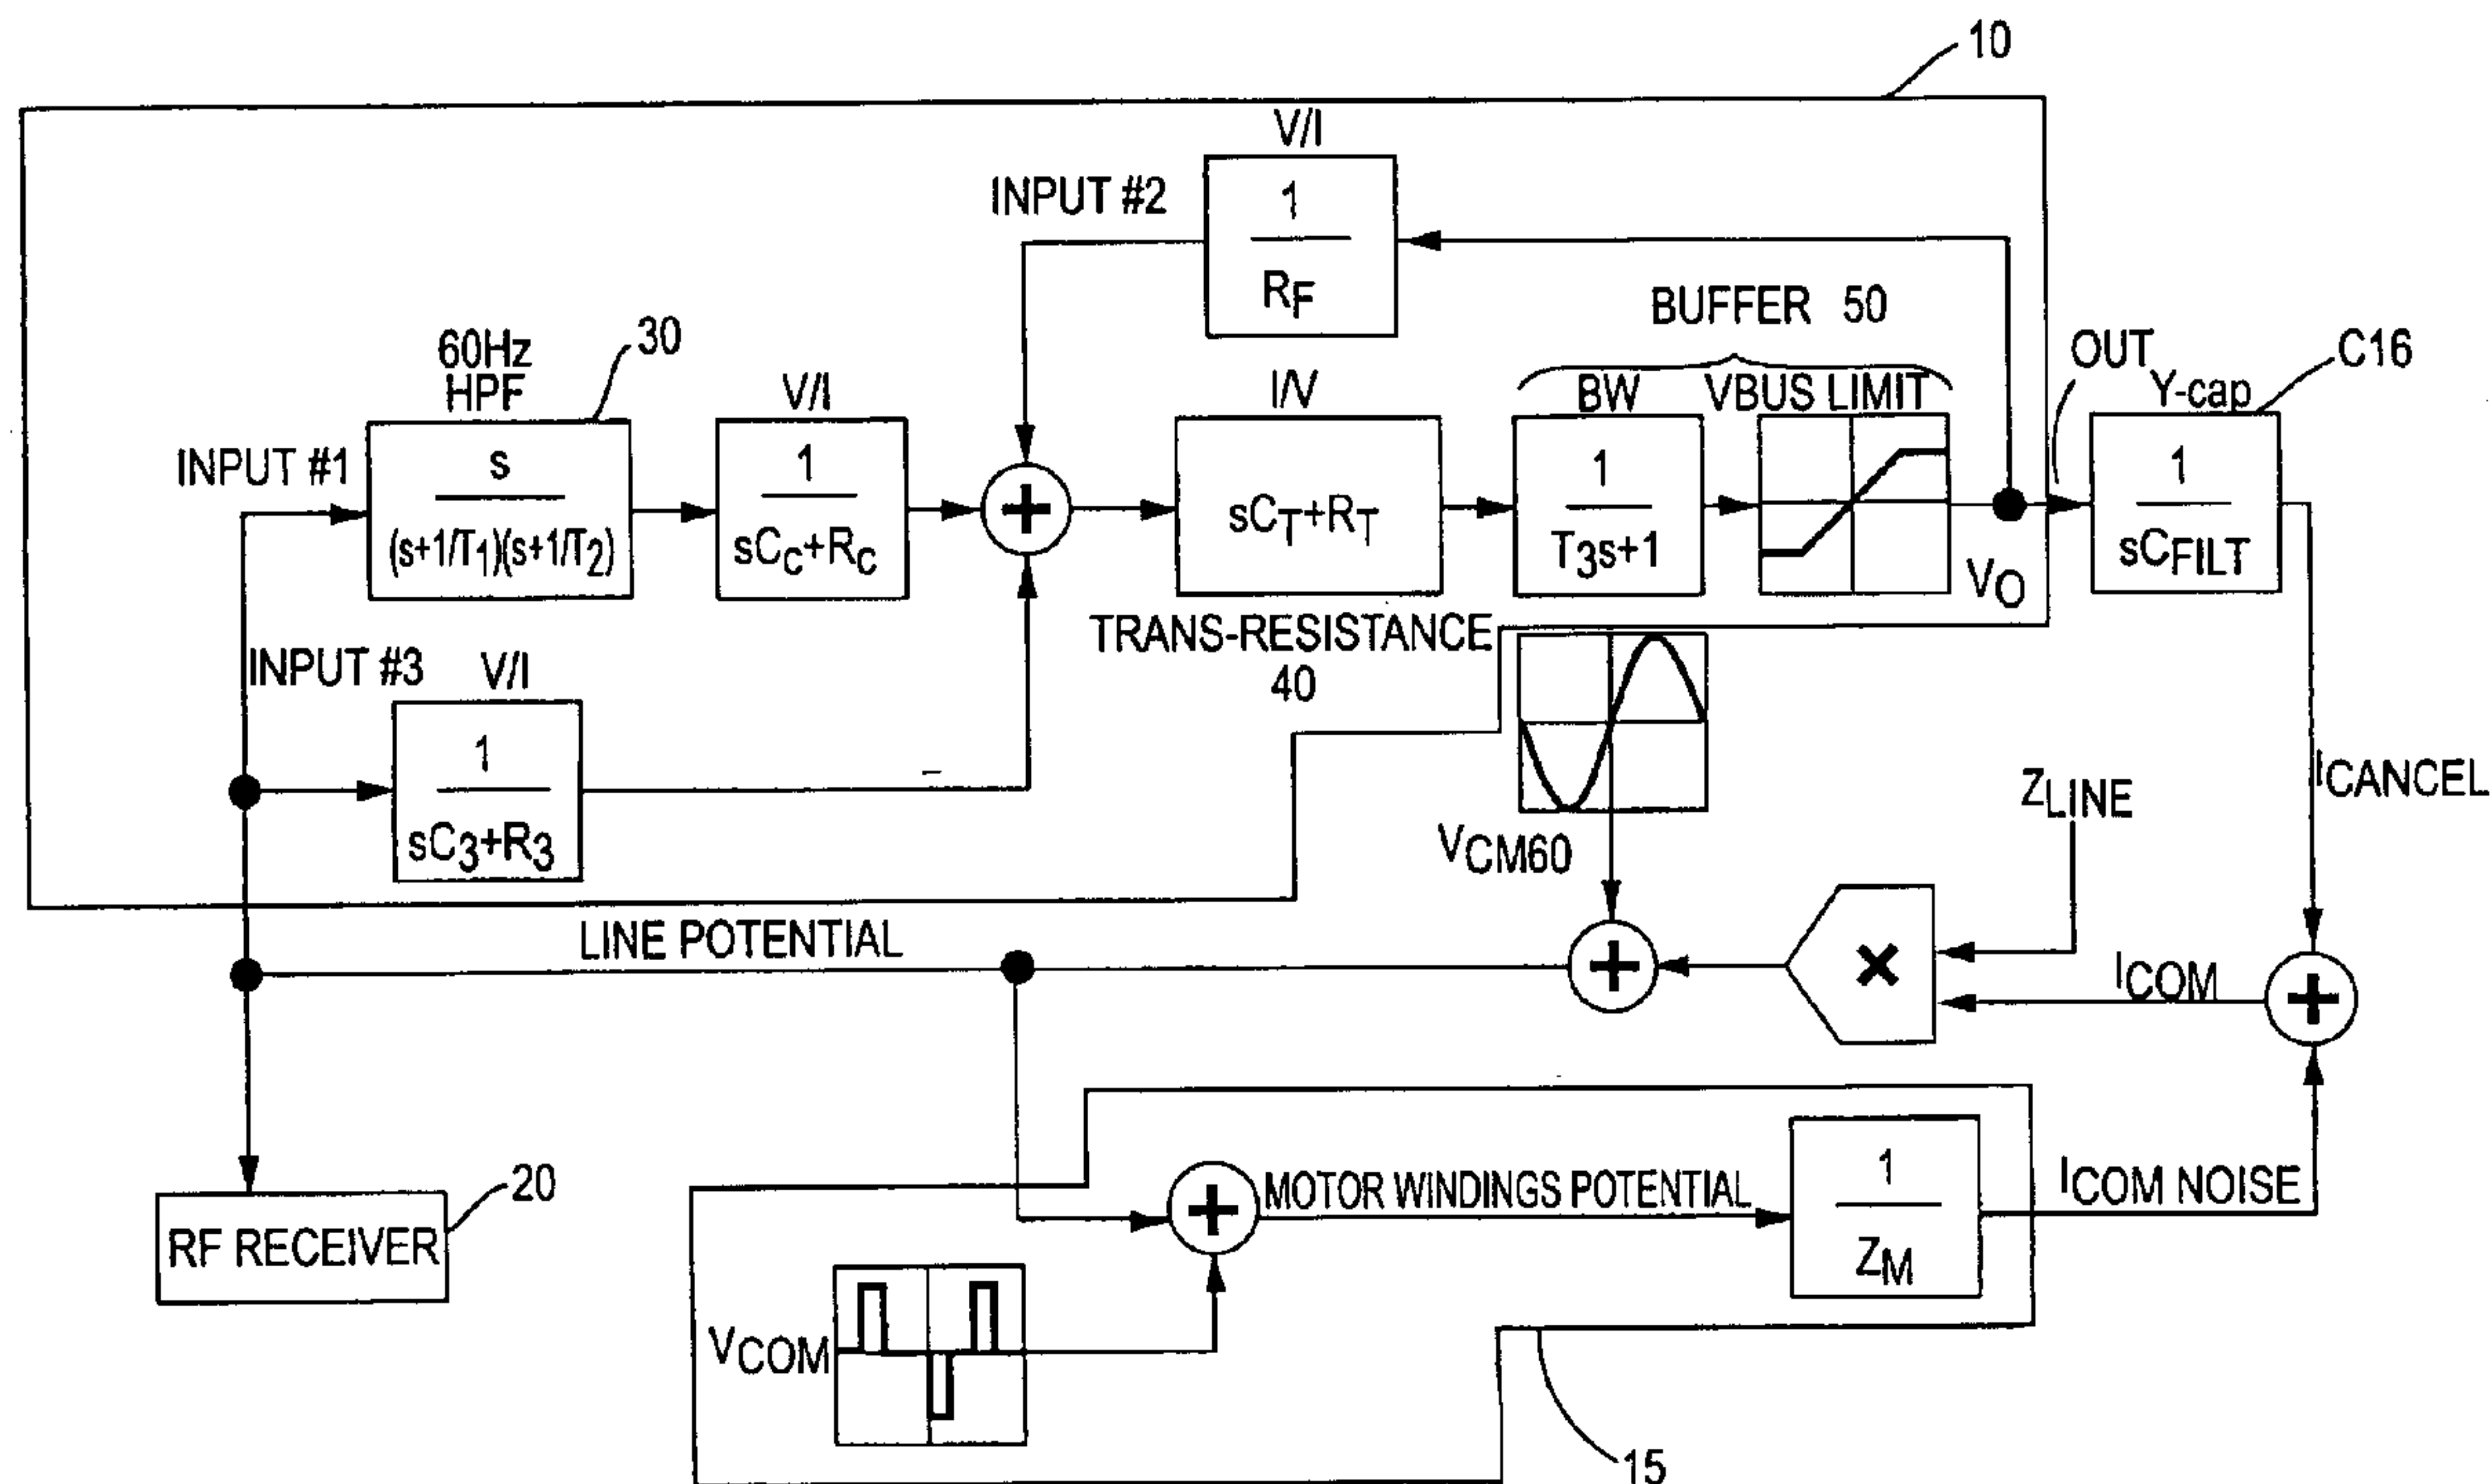 10
V/I
INPUT #2
1
RF
BUFFER 50
60Hz
HPF
30
V/I
I/V
BW
VBUS LIMIT
OUT
Y-cap
C16
INPUT #1
s
(s+1/T1)(s+1/T2)
1
sCC+RC
+
sCT+RT
1
T3s+1
VO
1
sCFILT
TRANS-RESISTANCE
40
INPUT #3
V/I
1
sC3+R3
ICANCEL
ZLINE
VCM60
LINE POTENTIAL
+
×
ICOM
+
20
RF RECEIVER
+
MOTOR WINDINGS POTENTIAL
1
ZM
ICOM NOISE
VCOM
15